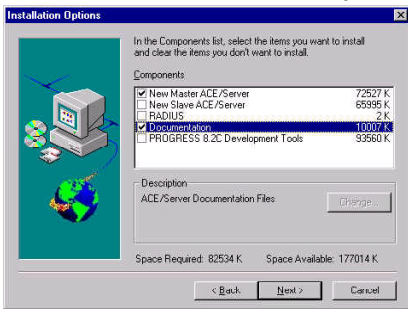 Installation Options
In the Components list, select the items you want to install
and clear the items you don't want to install.
Components
New Master ACE/Server 72527 K
New Slave ACE/Server 65995 K
RADIUS 2 K
Documentation 10007 K
PROGRESS 8.2C Development Tools 93560 K
Description
ACE/Server Documentation Files
Change...
Space Required: 82534 K Space Available: 177014 K
< Back Next > Cancel